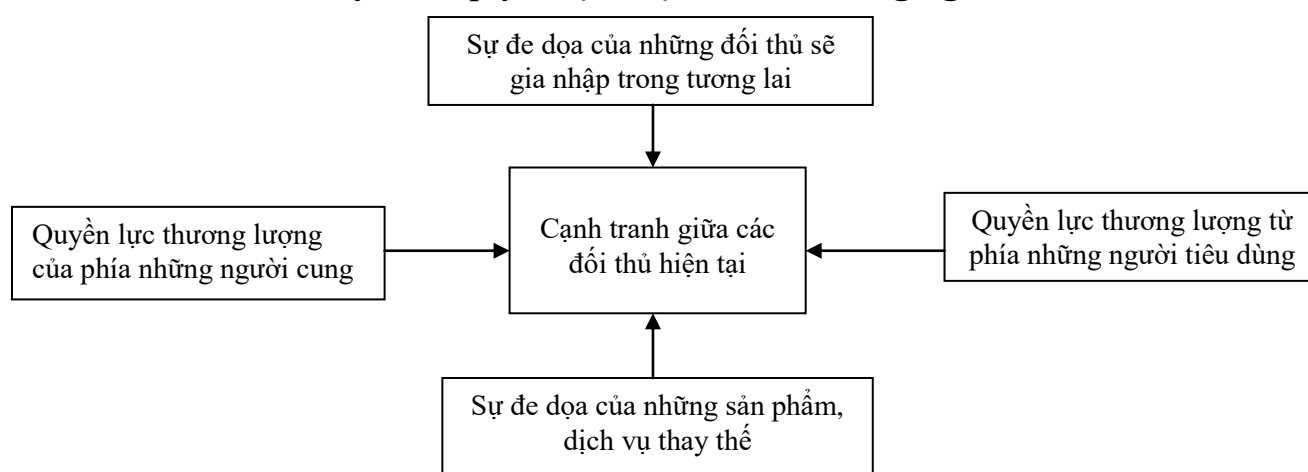 Sự đe dọa của những đối thủ sẽ
gia nhập trong tương lai
Quyền lực thương lượng
của phía những người cung
Cạnh tranh giữa các
đối thủ hiện tại
Quyền lực thương lượng từ
phía những người tiêu dùng
Sự đe dọa của những sản phẩm,
dịch vụ thay thế